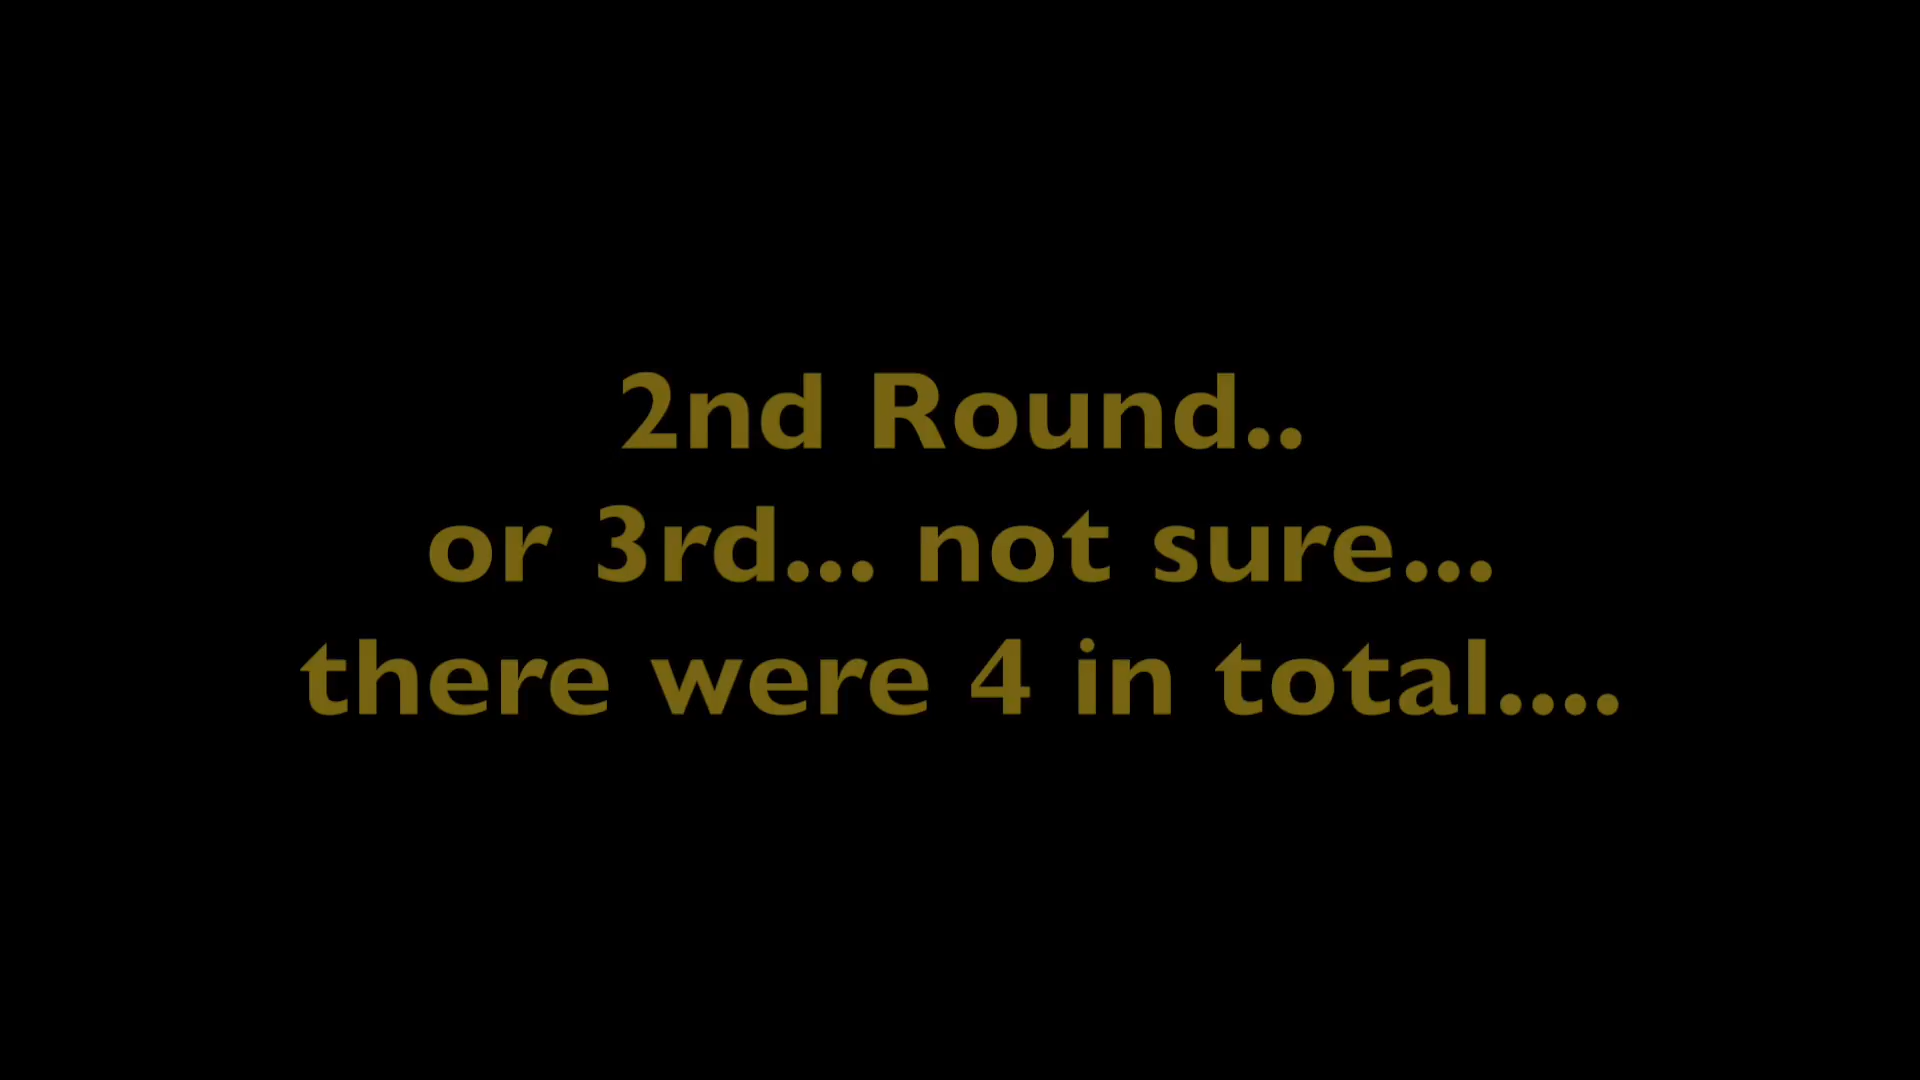 2nd Round..
or 3rd... not sure...
there were 4 in total....